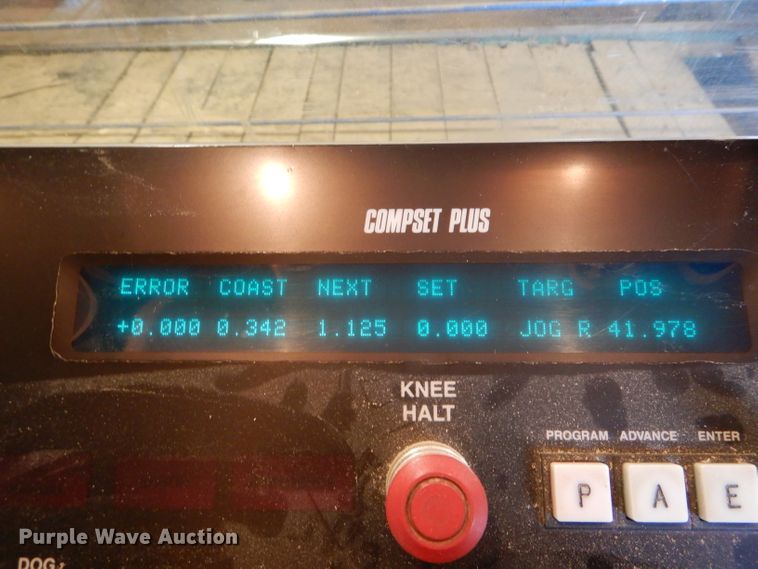 COMPSET PLUS
ERROR COAST NEXT SET TARG POS
+0.000 0.342 1.125 0.000 JOG R 41.978
KNEE
HALT
PROGRAM ADVANCE ENTER
P A E
Purple Wave Auction
DOG